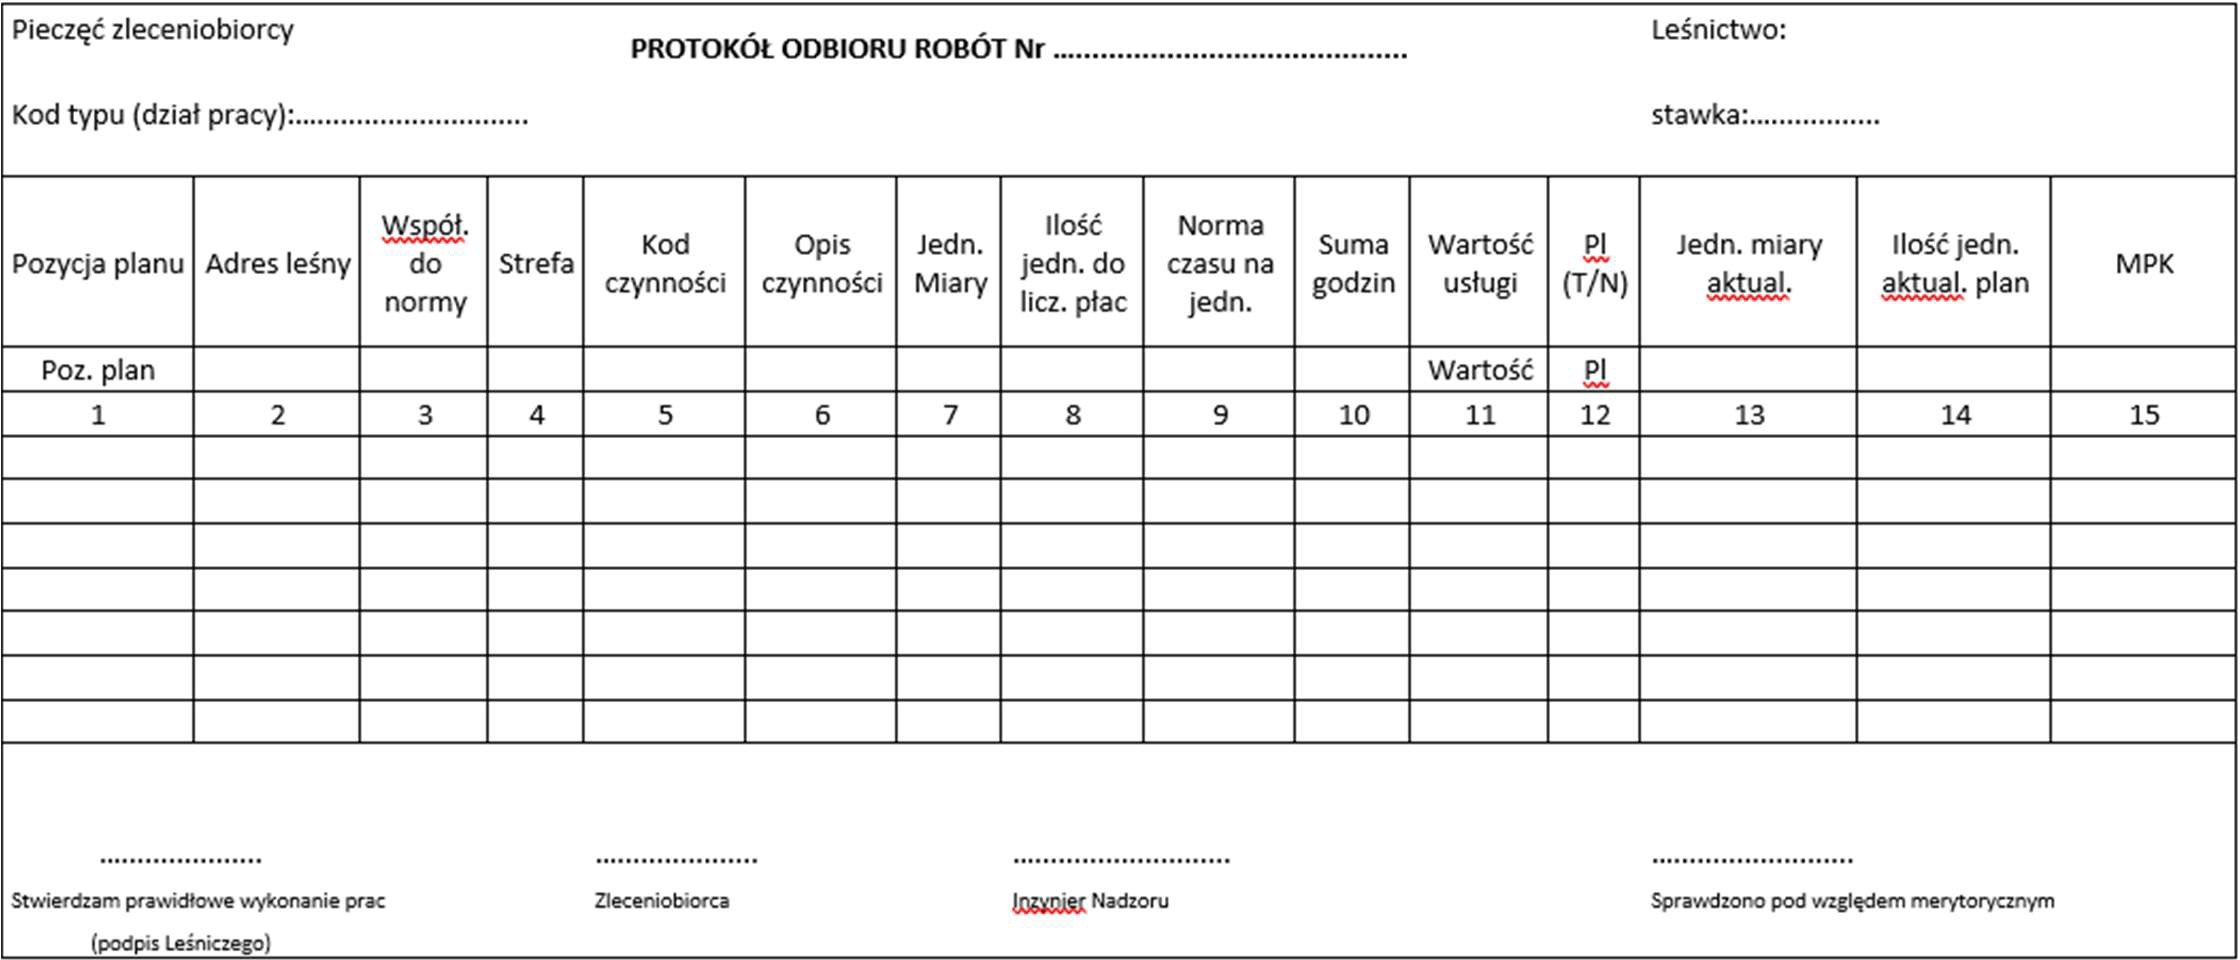 Pieczęć zleceniobiorcy
PROTOKÓŁ ODBIORU ROBÓT Nr ..........................................
Leśnictwo:
Kod typu (dział pracy):................................
stawka:..................
Pozycja planu
Adres leśny
Współ.
do
normy
Strefa
Kod
czynności
Opis
czynności
Jedn.
Miary
Ilość
jedn. do
licz. płac
Norma
czasu na
jedn.
Suma
godzin
Wartość
usługi
Pl
(T/N)
Jedn. miary
aktual.
Ilość jedn.
aktual. plan
MPK
Poz. plan
Wartość
Pl
1 2 3 4 5 6 7 8 9 10 11 12 13 14 15
...................... ...................... ............................. ...........................
Stwierdzam prawidłowe wykonanie prac
(podpis Leśniczego)
Zleceniobiorca
Inzynier Nadzoru
Sprawdzono pod względem merytorycznym